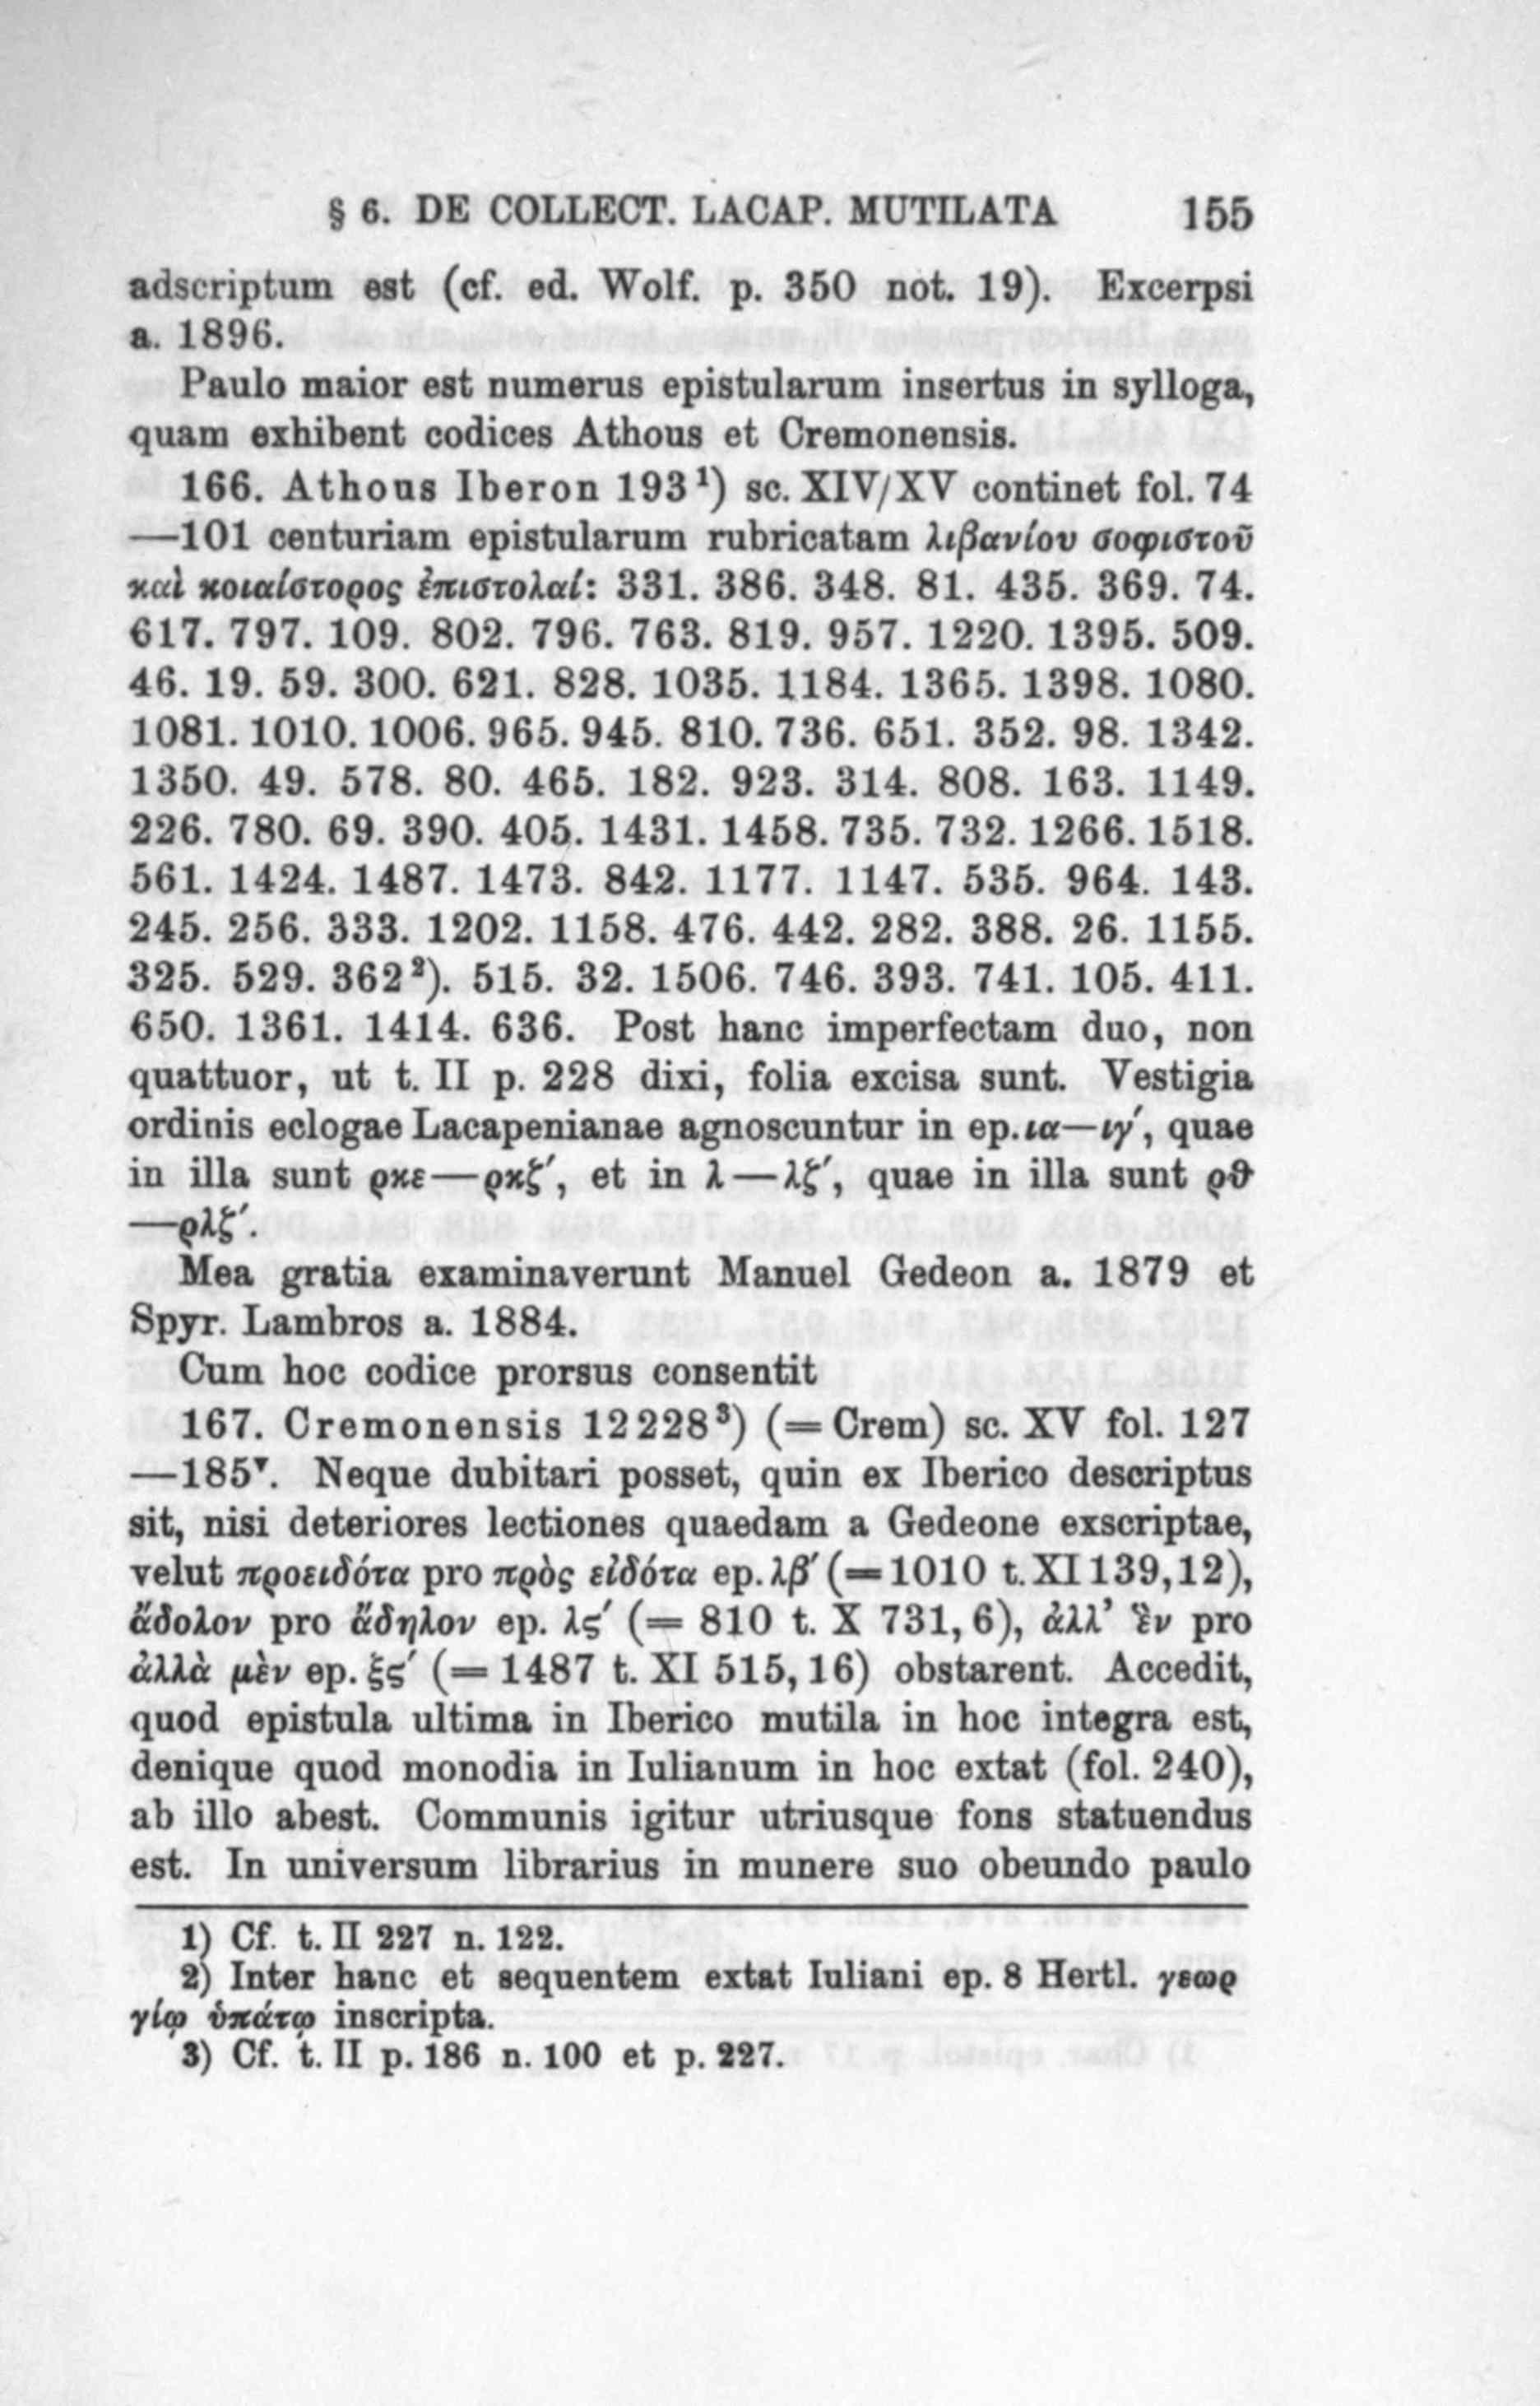 § 6. DE COLLECT. LACAP. MUTILATA 155
adscriptum est (cf. ed. Wolf. p. 350 not. 19). Excerpsi
a. 1896.
Paulo maior est numerus epistularum insertus in sylloga,
quam exhibent codices Athous et Cremonensis.
166. Athous Iberon 193¹) sc. XIV/XV continet fol. 74
—101 centuriam epistularum rubricatam λιβανίου σοφιστοῦ
καὶ κοιαίστορος ἐπιστολαί: 331. 386. 348. 81. 435. 369. 74.
617. 797. 109. 802. 796. 763. 819. 957. 1220. 1395. 509.
46. 19. 59. 300. 621. 828. 1035. 1184. 1365. 1398. 1080.
1081. 1010. 1006. 965. 945. 810. 736. 651. 352. 98. 1342.
1350. 49. 578. 80. 465. 182. 923. 314. 808. 163. 1149.
226. 780. 69. 390. 405. 1431. 1458. 735. 732. 1266. 1518.
561. 1424. 1487. 1473. 842. 1177. 1147. 535. 964. 143.
245. 256. 333. 1202. 1158. 476. 442. 282. 388. 26. 1155.
325. 529. 362²). 515. 32. 1506. 746. 393. 741. 105. 411.
650. 1361. 1414. 636. Post hanc imperfectam duo, non
quattuor, ut t. II p. 228 dixi, folia excisa sunt. Vestigia
ordinis eclogae Lacapenianae agnoscuntur in ep. ια—ιγ´, quae
in illa sunt ρκε—ρκζ´, et in λ—λζ´, quae in illa sunt ρθ
—ρλζ´.
Mea gratia examinaverunt Manuel Gedeon a. 1879 et
Spyr. Lambros a. 1884.
Cum hoc codice prorsus consentit
167. Cremonensis 12228³) (= Crem) sc. XV fol. 127
—185ᵛ. Neque dubitari posset, quin ex Iberico descriptus
sit, nisi deteriores lectiones quaedam a Gedeone exscriptae,
velut προειδότα pro πρὸς εἰδότα ep. λβ´ (= 1010 t. XI 139,12),
ἄδολον pro ἄδηλον ep. λς´ (= 810 t. X 731, 6), ἀλλ’ ἓν pro
ἀλλὰ μὲν ep. ξς´ (= 1487 t. XI 515, 16) obstarent. Accedit,
quod epistula ultima in Iberico mutila in hoc integra est,
denique quod monodia in Iulianum in hoc extat (fol. 240),
ab illo abest. Communis igitur utriusque fons statuendus
est. In universum librarius in munere suo obeundo paulo
1) Cf. t. II 227 n. 122.
2) Inter hanc et sequentem extat Iuliani ep. 8 Hertl. γεωρ
γίῳ ὑπάτῳ inscripta.
3) Cf. t. II p. 186 n. 100 et p. 227.